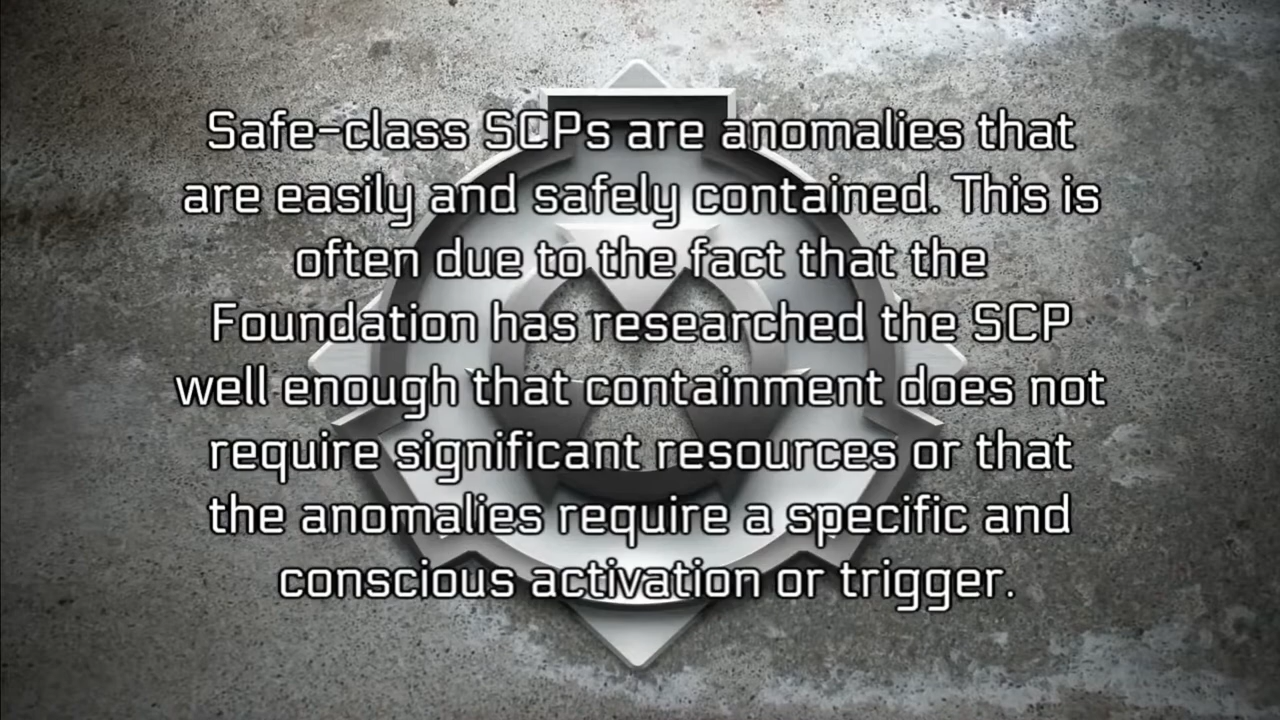 Safe-class SCPs are anomalies that
are easily and safely contained. This is
often due to the fact that the
Foundation has researched the SCP
well enough that containment does not
require significant resources or that
the anomalies require a specific and
conscious activation or trigger.